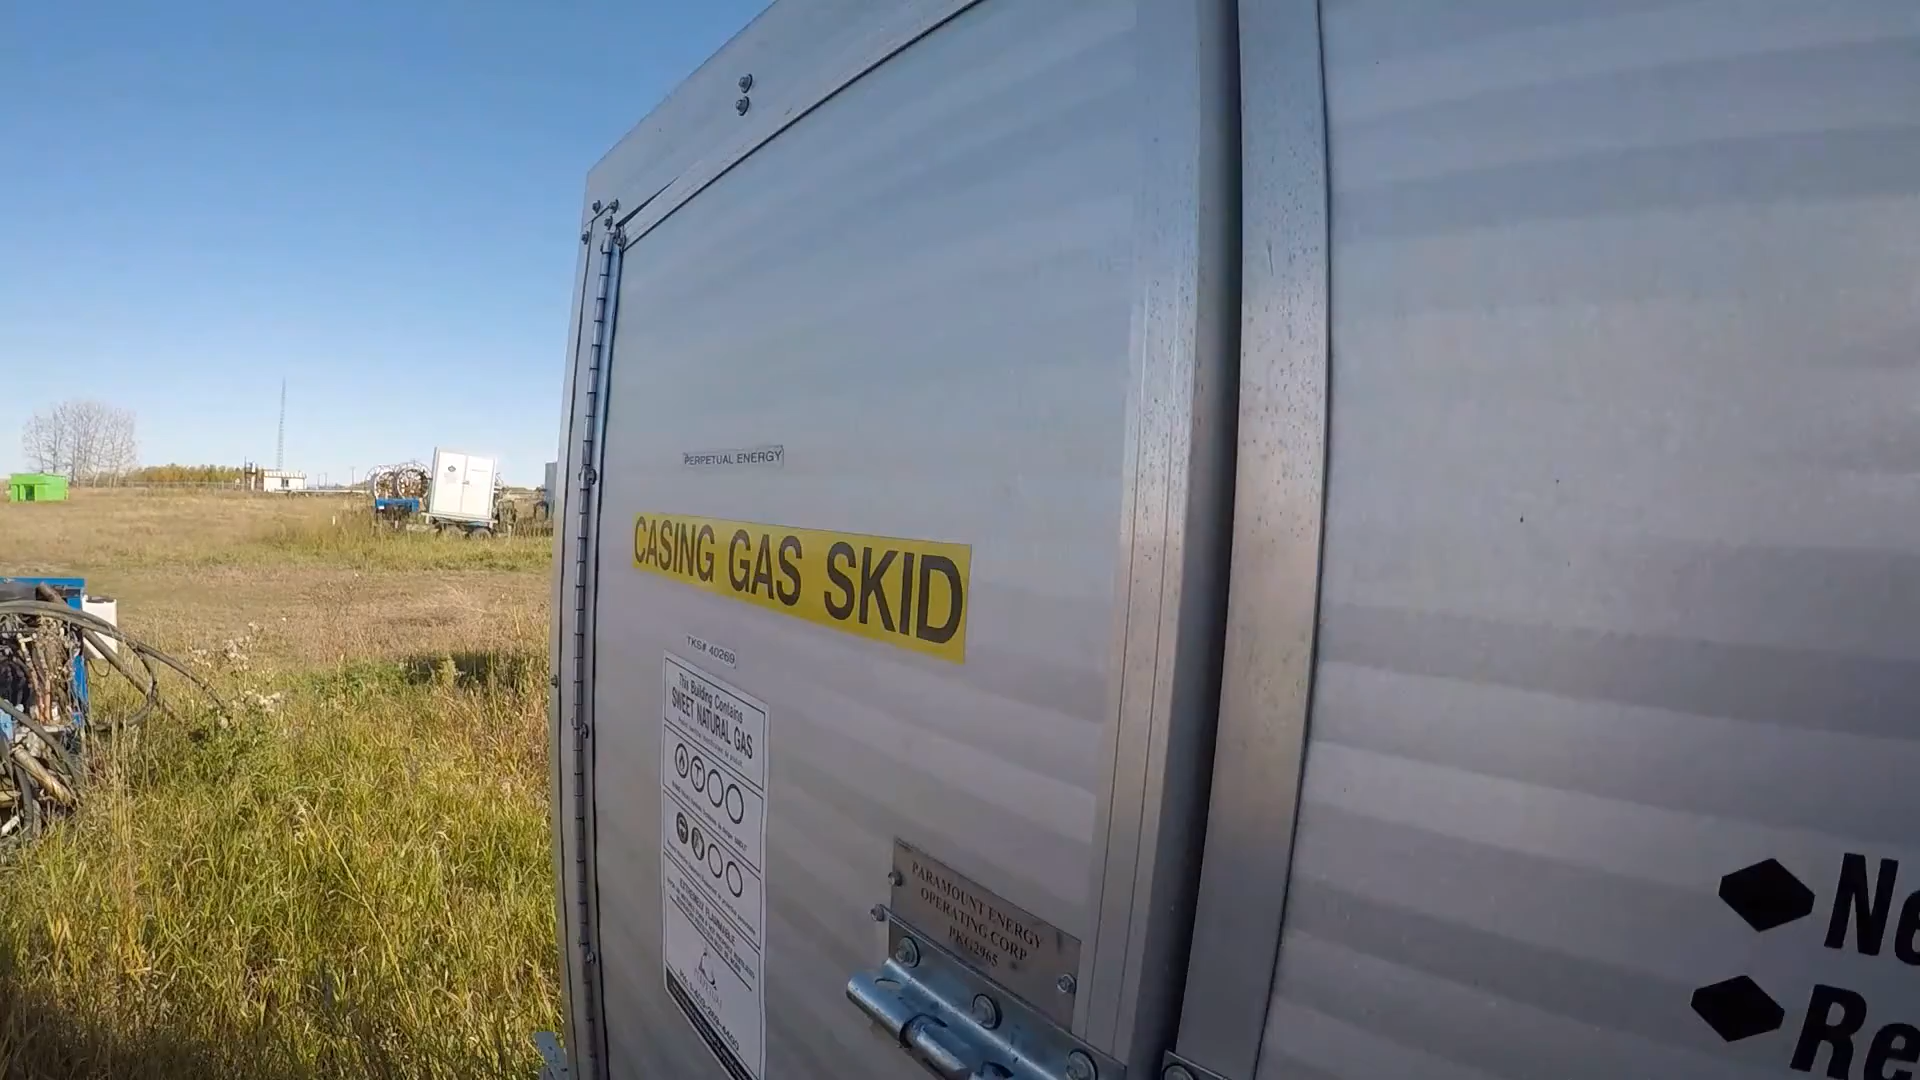 PERPETUAL ENERGY
CASING GAS SKID
TKS# 40269
This Building Contains
SWEET NATURAL GAS
EXTREMELY FLAMMABLE
PARAMOUNT ENERGY
OPERATING CORP
PKG2965
Ne
Re